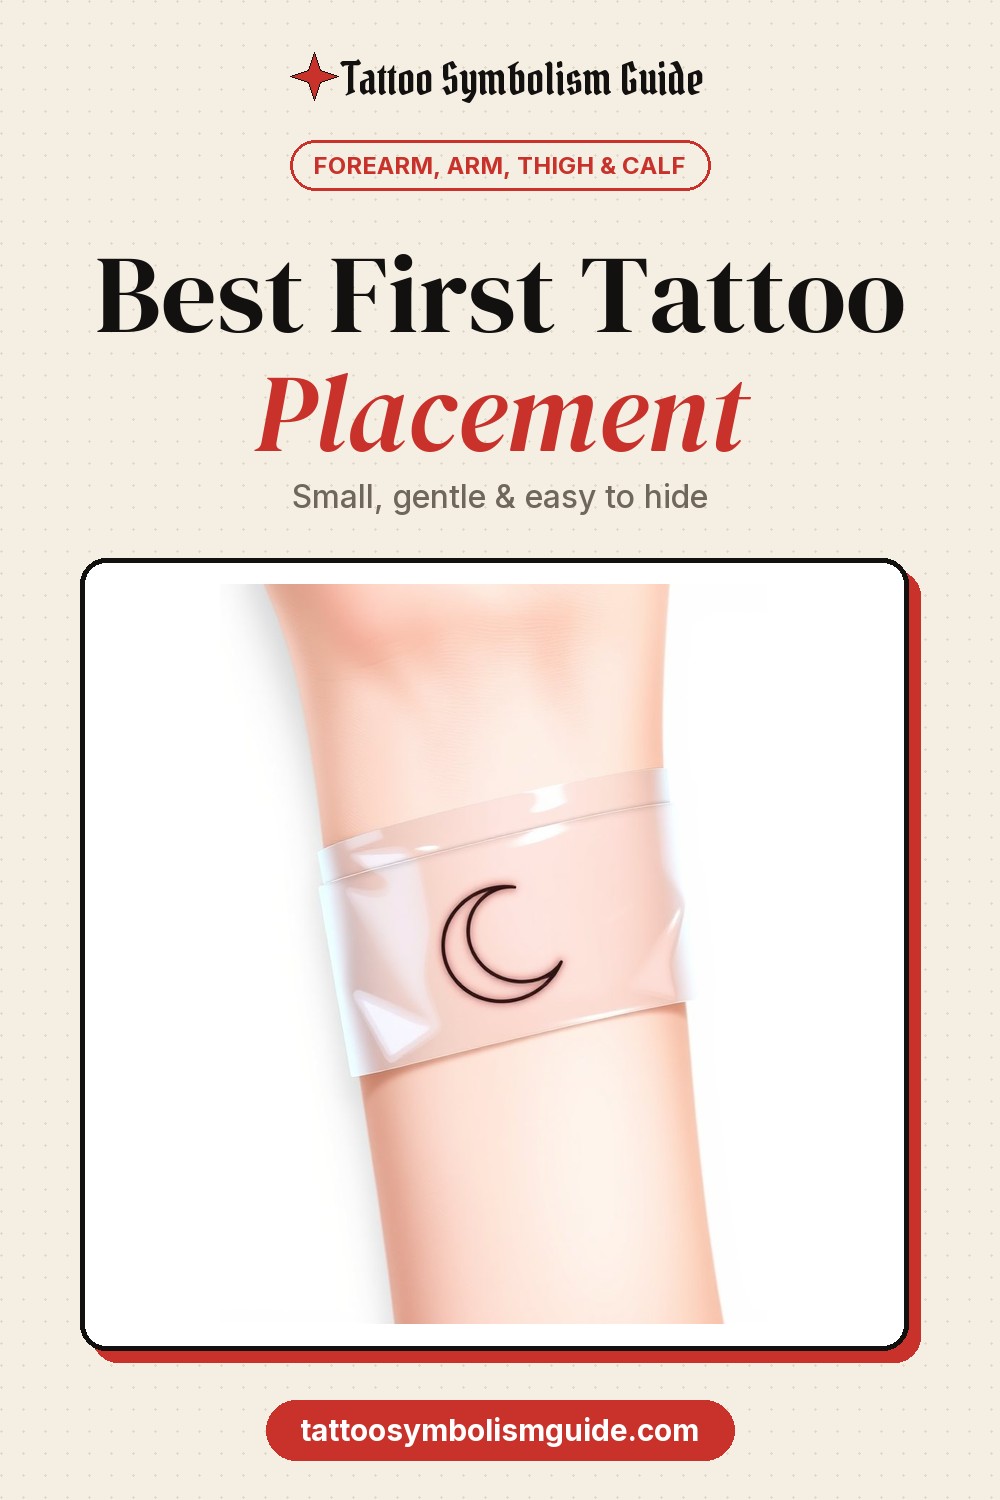 Tattoo Symbolism Guide
FOREARM, ARM, THIGH & CALF
Best First Tattoo
Placement
Small, gentle & easy to hide
tattoosymbolismguide.com